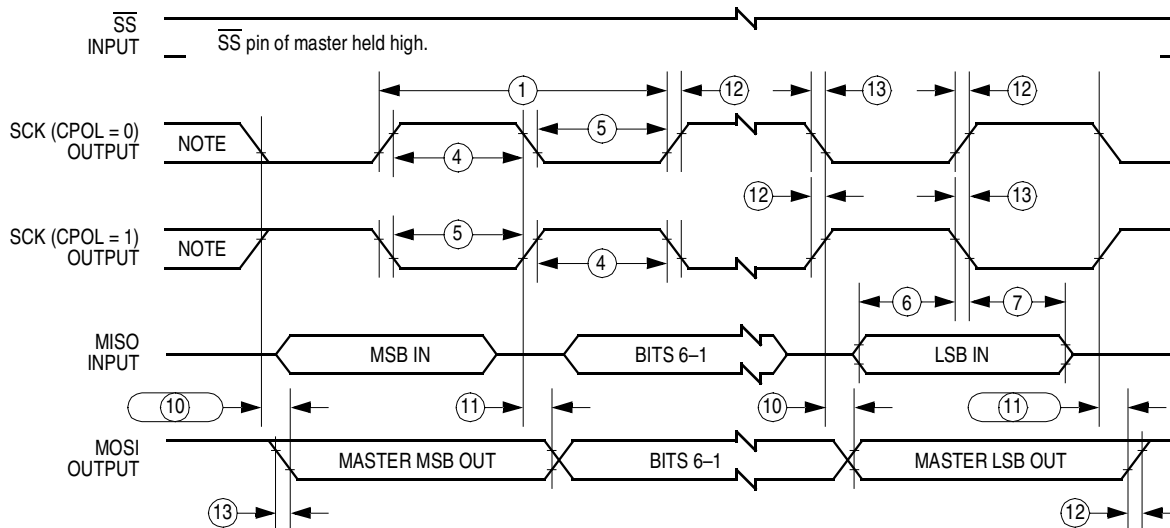 SS
INPUT
SS pin of master held high.
1
12
13
12
SCK (CPOL = 0)
OUTPUT
NOTE
5
4
12
13
SCK (CPOL = 1)
OUTPUT
NOTE
5
4
6
7
MISO
INPUT
MSB IN
BITS 6–1
LSB IN
10
11
10
11
MOSI
OUTPUT
MASTER MSB OUT
BITS 6–1
MASTER LSB OUT
13
12